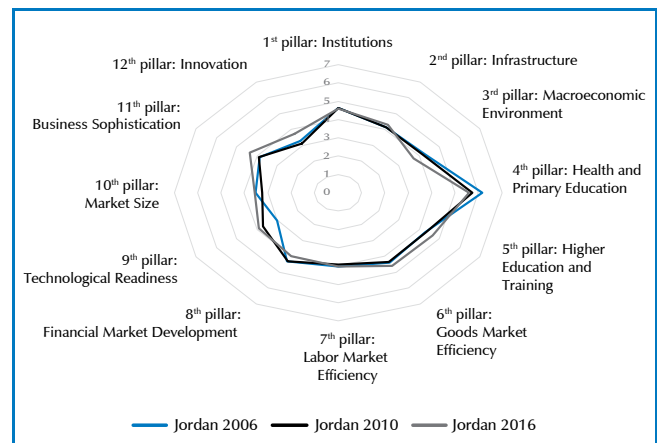 1st pillar: Institutions
2nd pillar: Infrastructure
3rd pillar: Macroeconomic
Environment
4th pillar: Health and
Primary Education
5th pillar: Higher
Education and
Training
6th pillar:
Goods Market
Efficiency
7th pillar:
Labor Market
Efficiency
8th pillar:
Financial Market Development
9th pillar:
Technological Readiness
10th pillar:
Market Size
11th pillar:
Business Sophistication
12th pillar: Innovation
7
6
5
4
3
2
1
0
Jordan 2006
Jordan 2010
Jordan 2016